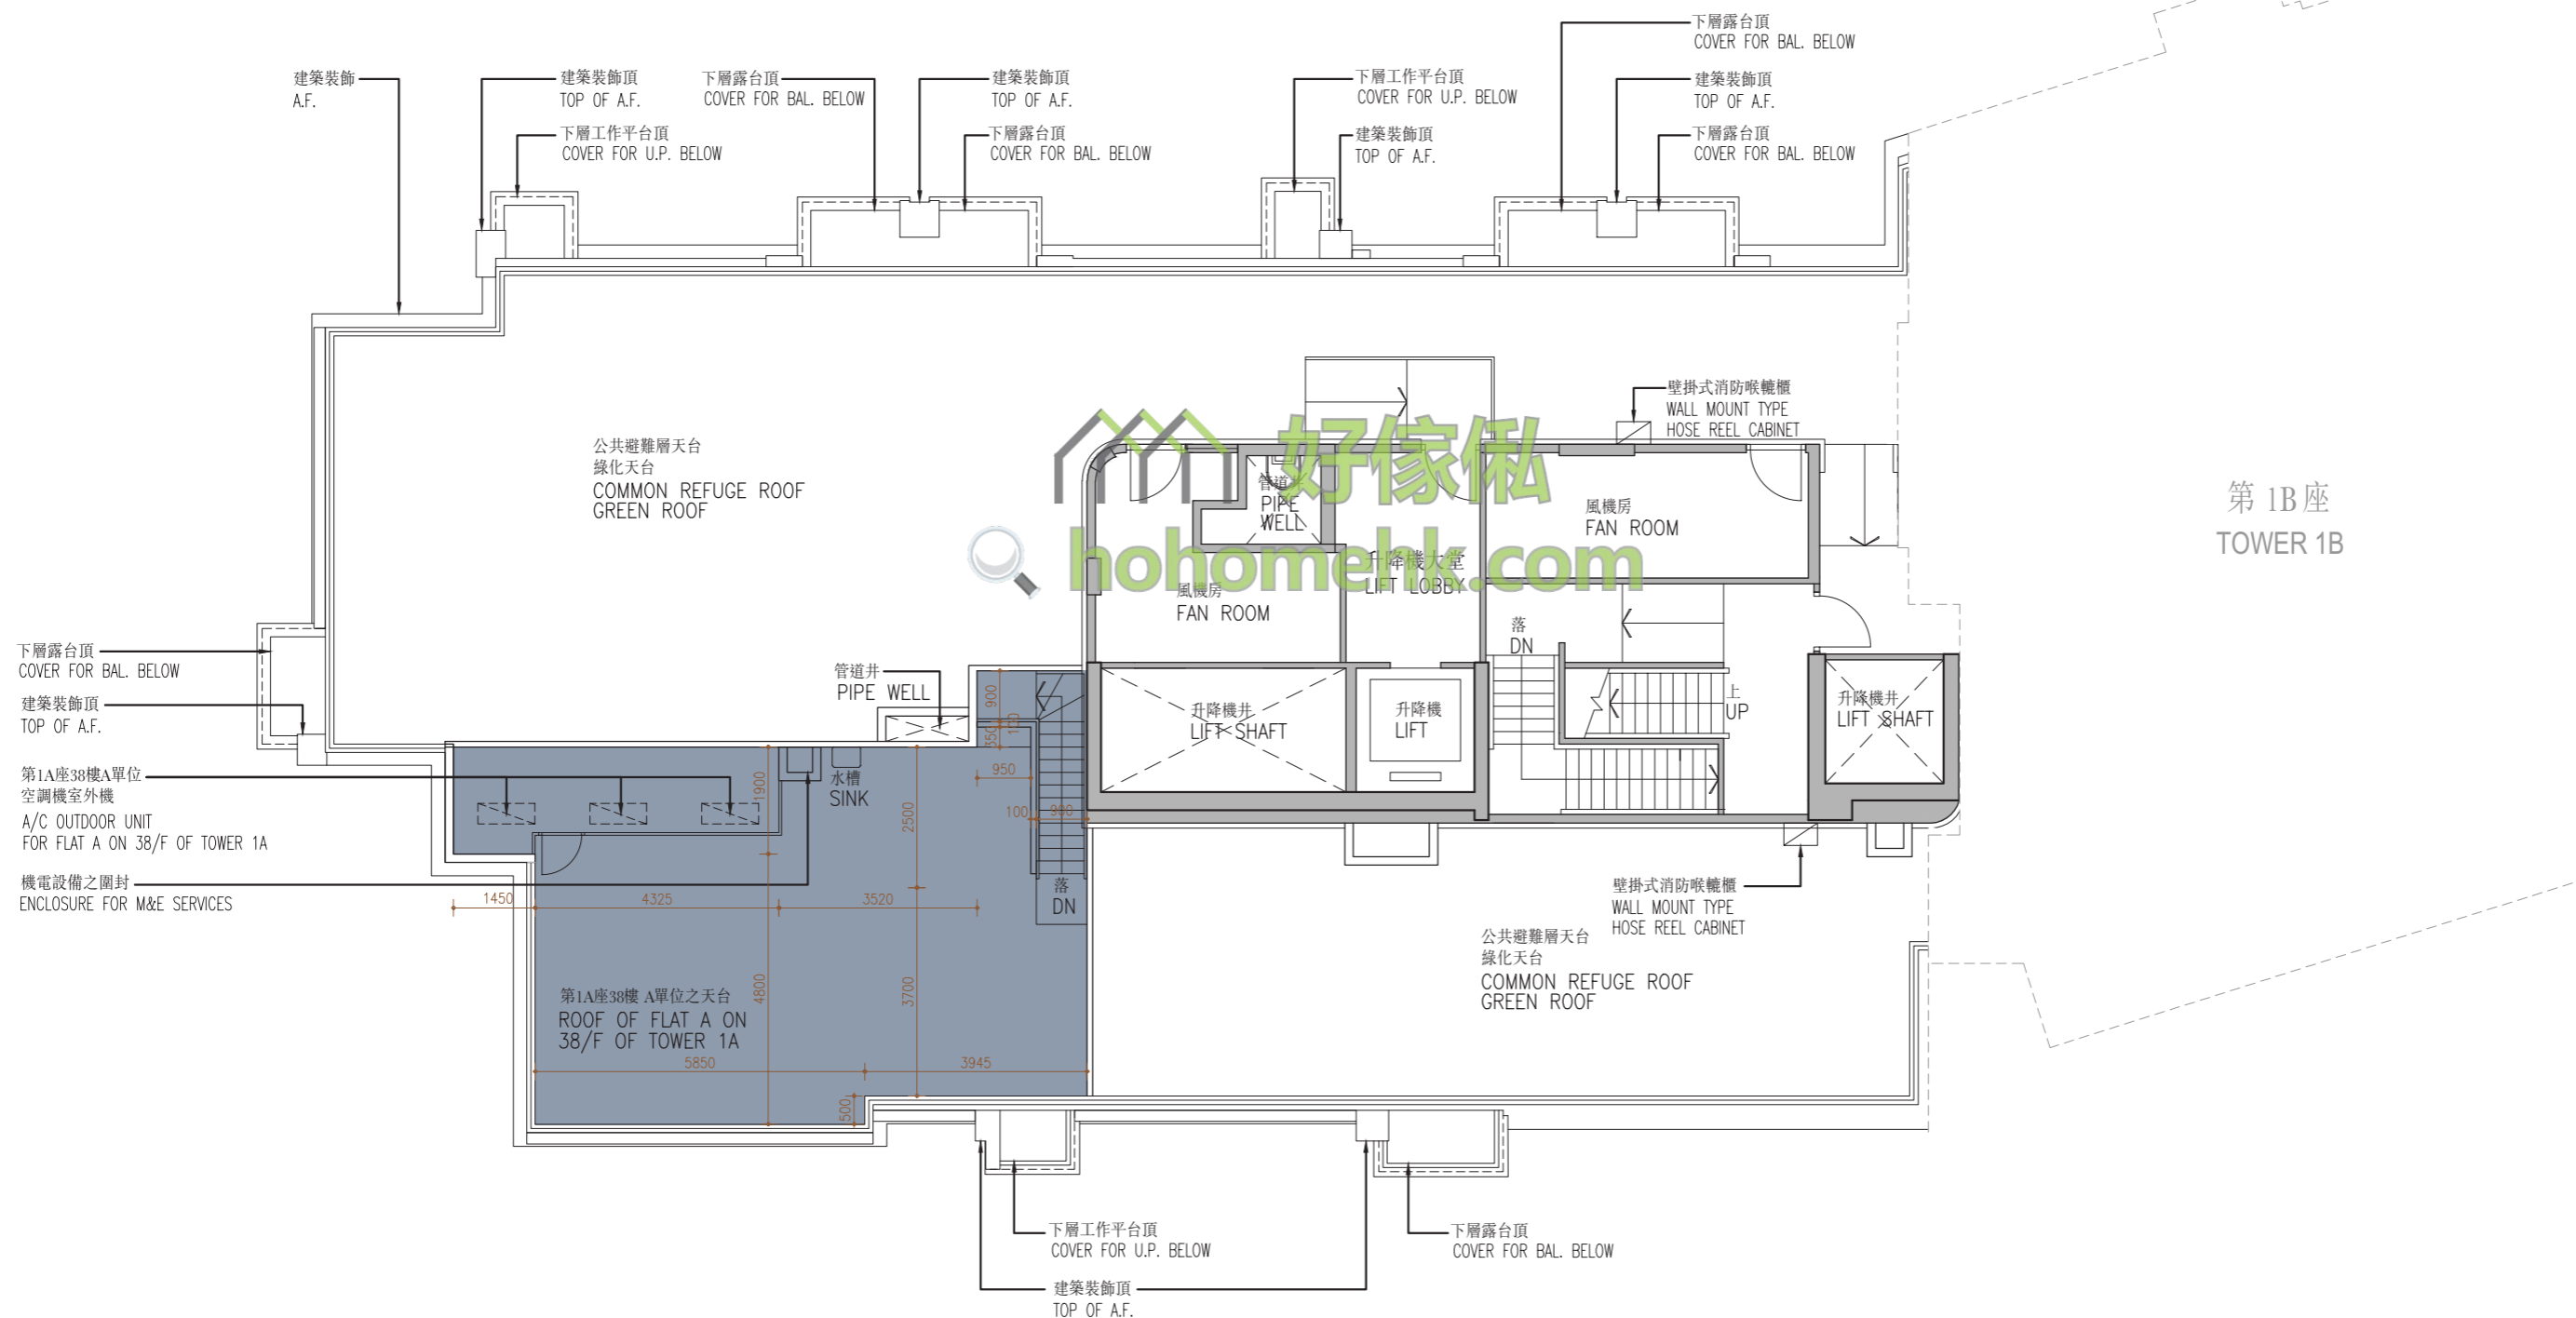 下層露台頂
COVER FOR BAL. BELOW
建築裝飾
A.F.
建築裝飾頂
TOP OF A.F.
下層露台頂
COVER FOR BAL. BELOW
建築裝飾頂
TOP OF A.F.
下層工作平台頂
COVER FOR U.P. BELOW
建築裝飾頂
TOP OF A.F.
下層工作平台頂
COVER FOR U.P. BELOW
下層露台頂
COVER FOR BAL. BELOW
建築裝飾頂
TOP OF A.F.
下層露台頂
COVER FOR BAL. BELOW
壁掛式消防喉轆櫃
WALL MOUNT TYPE
HOSE REEL CABINET
公共避難層天台
綠化天台
COMMON REFUGE ROOF
GREEN ROOF
好傢俬
hohomehk.com
管道井
PIPE
WELL
風機房
FAN ROOM
第 1B 座
TOWER 1B
升降機大堂
LIFT LOBBY
風機房
FAN ROOM
落
DN
下層露台頂
COVER FOR BAL. BELOW
管道井
PIPE WELL
900
100
350
升降機井
LIFT SHAFT
升降機
LIFT
上
UP
升降機井
LIFT SHAFT
建築裝飾頂
TOP OF A.F.
第1A座38樓A單位
空調機室外機
A/C OUTDOOR UNIT
FOR FLAT A ON 38/F OF TOWER 1A
1900
水槽
SINK
2500
950
100
900
機電設備之圍封
ENCLOSURE FOR M&E SERVICES
1450
4325
3520
落
DN
壁掛式消防喉轆櫃
WALL MOUNT TYPE
HOSE REEL CABINET
公共避難層天台
綠化天台
COMMON REFUGE ROOF
GREEN ROOF
第1A座38樓 A單位之天台
ROOF OF FLAT A ON
38/F OF TOWER 1A
4800
3700
5850
3945
500
下層工作平台頂
COVER FOR U.P. BELOW
下層露台頂
COVER FOR BAL. BELOW
建築裝飾頂
TOP OF A.F.